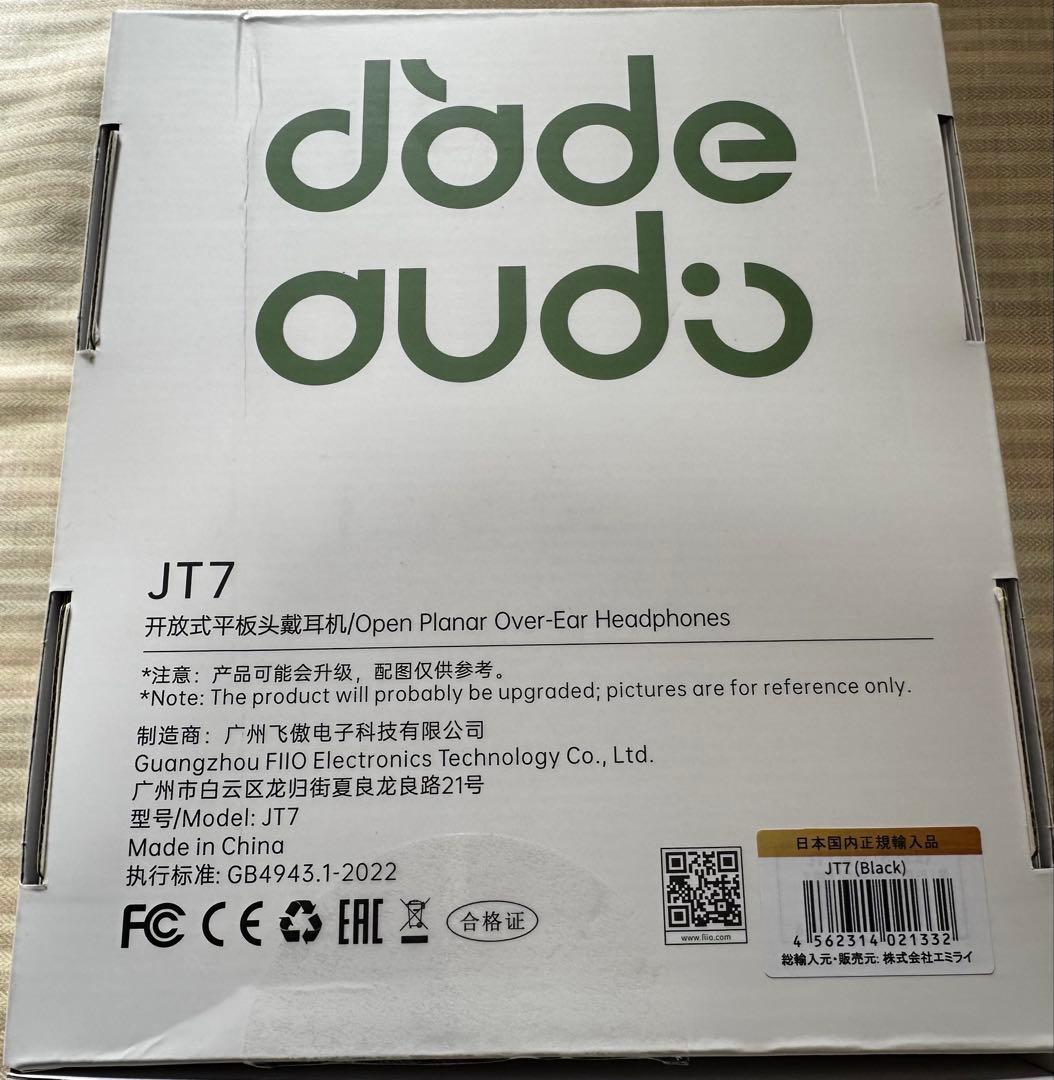 dàde
audio
JT7
开放式平板头戴耳机/Open Planar Over-Ear Headphones
*注意：产品可能会升级，配图仅供参考。
*Note: The product will probably be upgraded; pictures are for reference only.
制造商：广州飞傲电子科技有限公司
Guangzhou FIIO Electronics Technology Co., Ltd.
广州市白云区龙归街夏良龙良路21号
型号/Model: JT7
Made in China
执行标准: GB4943.1-2022
FC CE EAC 合格证
www.fiio.com
日本国内正規輸入品
JT7 (Black)
4 562314 021332
総輸入元・販売元: 株式会社エミライ